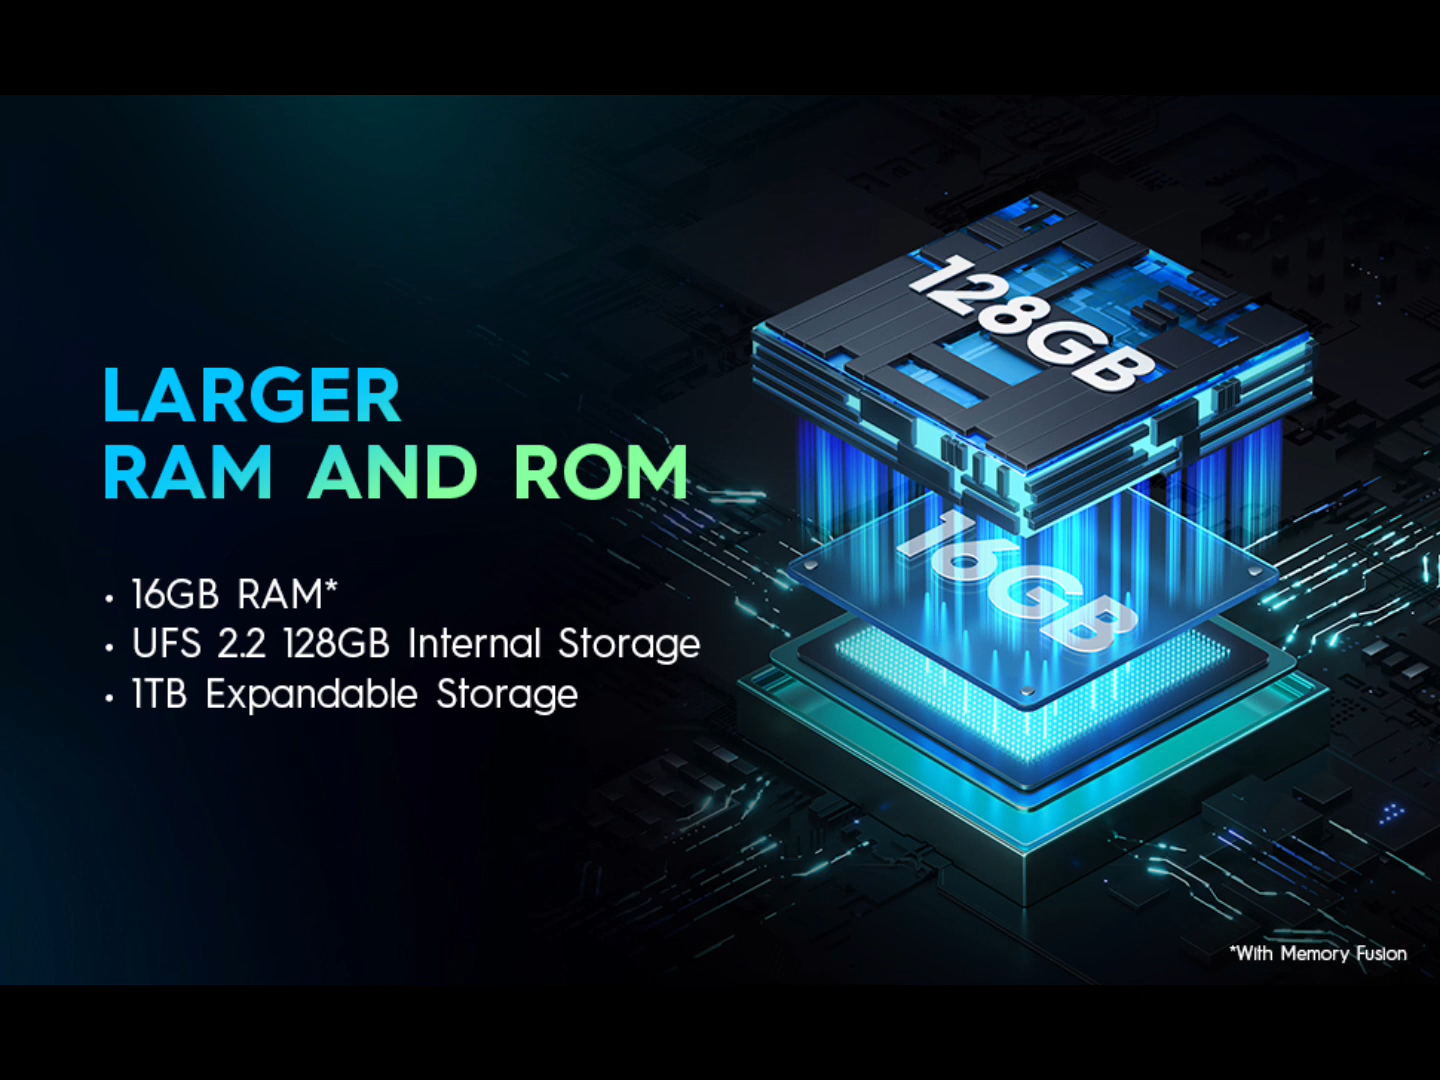 LARGER
RAM AND ROM
• 16GB RAM*
• UFS 2.2 128GB Internal Storage
• 1TB Expandable Storage
128GB
16GB
*With Memory Fusion